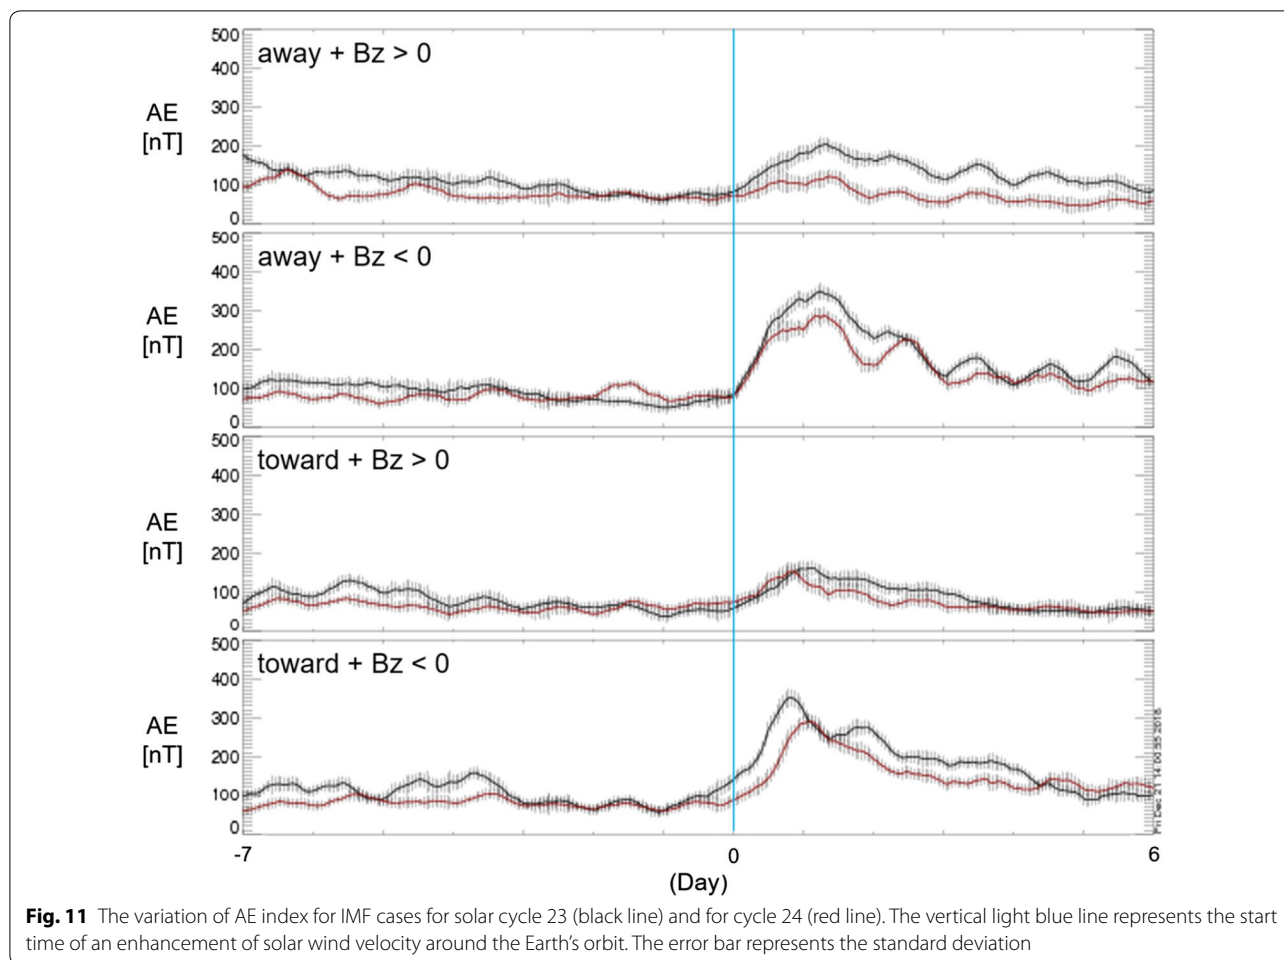 500
away + Bz > 0
400
AE
[nT]
300
200
100
0
500
away + Bz < 0
400
AE
[nT]
300
200
100
0
500
toward + Bz > 0
400
AE
[nT]
300
200
100
0
500
toward + Bz < 0
400
AE
[nT]
300
200
100
0
-7 0 6
(Day)
Fig. 11 The variation of AE index for IMF cases for solar cycle 23 (black line) and for cycle 24 (red line). The vertical light blue line represents the start
time of an enhancement of solar wind velocity around the Earth's orbit. The error bar represents the standard deviation